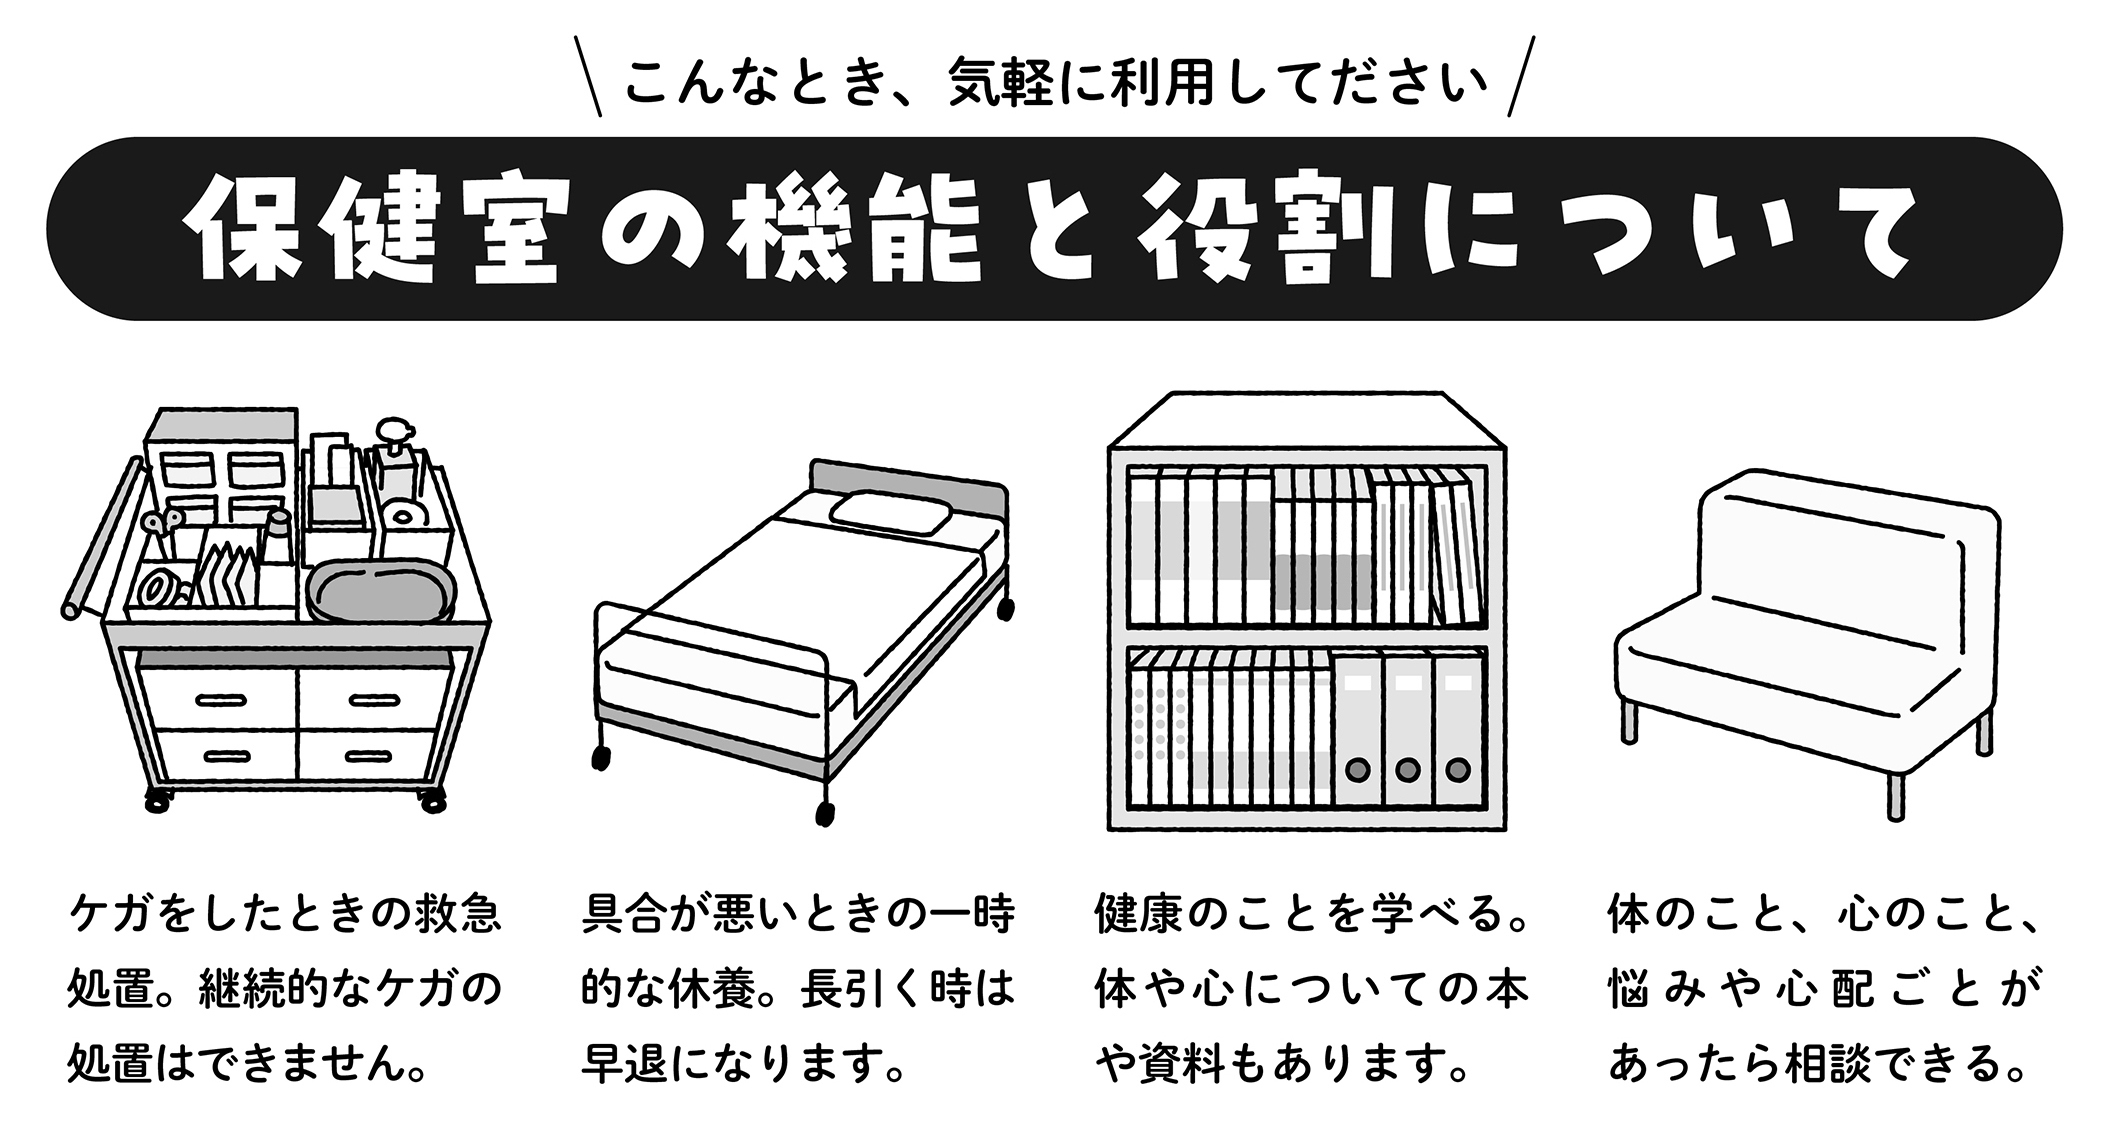 こんなとき、気軽に利用してださい
保健室の機能と役割について
ケガをしたときの救急
処置。継続的なケガの
処置はできません。
具合が悪いときの一時
的な休養。長引く時は
早退になります。
健康のことを学べる。
体や心についての本
や資料もあります。
体のこと、心のこと、
悩みや心配ごとが
あったら相談できる。